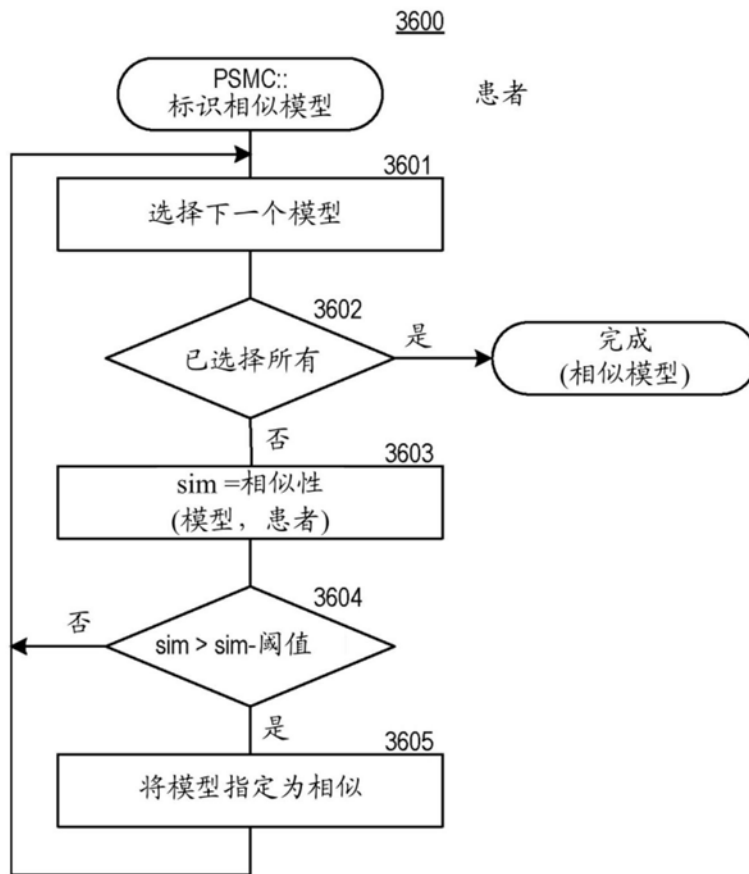 3600
PSMC::
标识相似模型
患者
3601
选择下一个模型
3602
已选择所有
是
完成
(相似模型)
否
3603
sim =相似性
(模型，患者)
3604
否
sim > sim-阈值
是
3605
将模型指定为相似